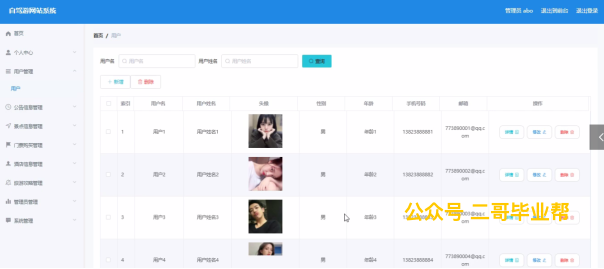 自驾游网站系统
管理员 abo 退出到前台 退出登录
首页
个人中心
用户管理
用户
公告信息管理
景点信息管理
门票购买管理
酒店信息管理
管理员管理
系统管理
首页 / 用户
用户名 用户名 用户姓名 用户姓名 查询
+ 新增 删除
索引 用户名 用户姓名 头像 性别 年龄 手机号码 邮箱 操作
1 用户1 用户姓名1 男 年龄1 13823888881 773890001@qq.com 详情 修改 删除
2 用户2 用户姓名2 男 年龄2 13823888882 773890002@qq.com 详情 修改 删除
3 用户3 用户姓名3 男 年龄3 13823888883 773890003@qq.com 详情 修改 删除
4 用户4 用户姓名4 男 年龄4 13823888884 773890004@qq.com 详情 修改 删除
公众号 二哥毕业帮